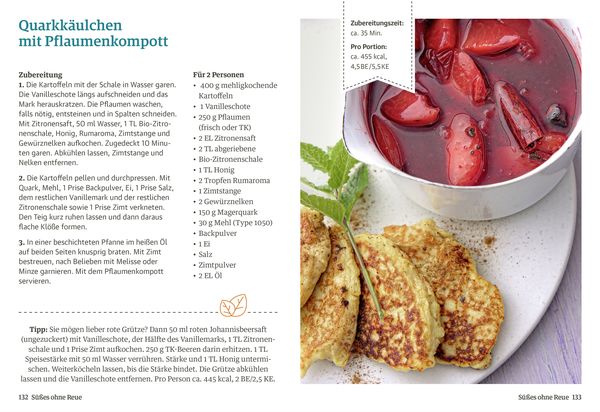 Quarkkäulchen
mit Pflaumenkompott
Zubereitung
1. Die Kartoffeln mit der Schale in Wasser garen.
Die Vanilleschote längs aufschneiden und das
Mark herauskratzen. Die Pflaumen waschen,
falls nötig, entsteinen und in Spalten schneiden.
Mit Zitronensaft, 50 ml Wasser, 1 TL Bio-Zitro-
nenschale, Honig, Rumaroma, Zimtstange und
Gewürznelken aufkochen. Zugedeckt 10 Minu-
ten garen. Abkühlen lassen, Zimtstange und
Nelken entfernen.
2. Die Kartoffeln pellen und durchpressen. Mit
Quark, Mehl, 1 Prise Backpulver, Ei, 1 Prise Salz,
dem restlichen Vanillemark und der restlichen
Zitronenschale sowie 1 Prise Zimt verkneten.
Den Teig kurz ruhen lassen und dann daraus
flache Klöße formen.
3. In einer beschichteten Pfanne im heißen Öl
auf beiden Seiten knusprig braten. Mit Zimt
bestreuen, nach Belieben mit Melisse oder
Minze garnieren. Mit dem Pflaumenkompott
servieren.
Für 2 Personen
• 400 g mehligkochende
Kartoffeln
• 1 Vanilleschote
• 250 g Pflaumen
(frisch oder TK)
• 2 EL Zitronensaft
• 2 TL abgeriebene
• Bio-Zitronenschale
• 1 TL Honig
• 2 Tropfen Rumaroma
• 1 Zimtstange
• 2 Gewürznelken
• 150 g Magerquark
• 30 g Mehl (Type 1050)
• Backpulver
• 1 Ei
• Salz
• Zimtpulver
• 2 EL Öl
Tipp: Sie mögen lieber rote Grütze? Dann 50 ml roten Johannisbeersaft
(ungezuckert) mit Vanilleschote, der Hälfte des Vanillemarks, 1 TL Zitronen-
schale und 1 Prise Zimt aufkochen. 250 g TK-Beeren darin erhitzen. 1 TL
Speisestärke mit 50 ml Wasser verrühren. Stärke und 1 TL Honig untermi-
schen. Weiterköcheln lassen, bis die Stärke bindet. Die Grütze abkühlen
lassen und die Vanilleschote entfernen. Pro Person ca. 445 kcal, 2 BE/2,5 KE.
132 Süßes ohne Reue
Zubereitungszeit:
ca. 35 Min.
Pro Portion:
ca. 455 kcal,
4,5 BE/5,5 KE
Süßes ohne Reue 133